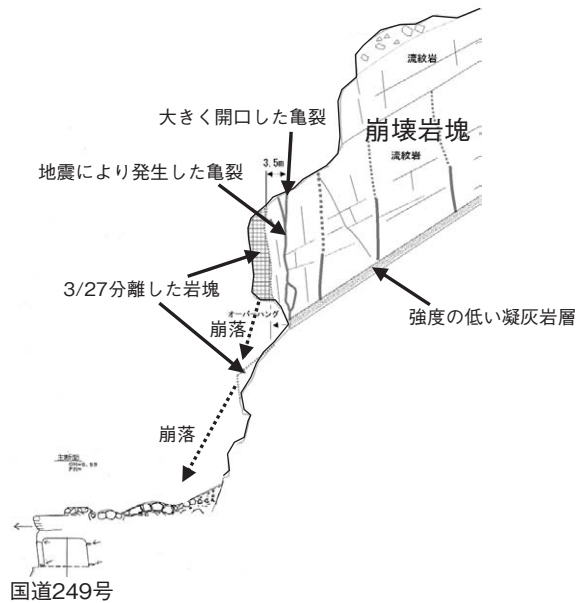 流紋岩
大きく開口した亀裂
崩壊岩塊
流紋岩
3.5m
地震により発生した亀裂
3/27分離した岩塊
オーバーハング
強度の低い凝灰岩層
崩落
崩落
主断面
国道249号